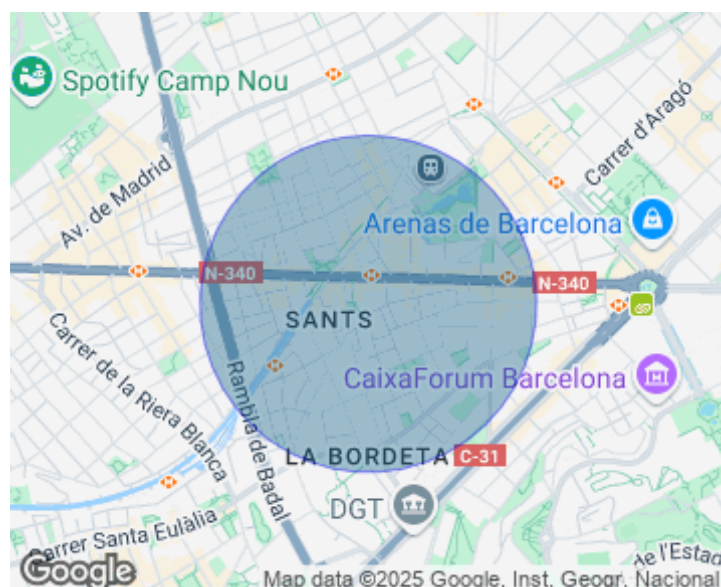 Spotify Camp Nou
Carrer d'Aragó
Av. de Madrid
Arenas de Barcelona
N-340
N-340
SANTS
Carrer de la Riera Blanca
Rambla de Badal
CaixaForum Barcelona
LA BORDETA
C-31
DGT
Carrer Santa Eulàlia
de l'Estad
Google
Map data ©2025 Google, Inst. Geogr. Nacional